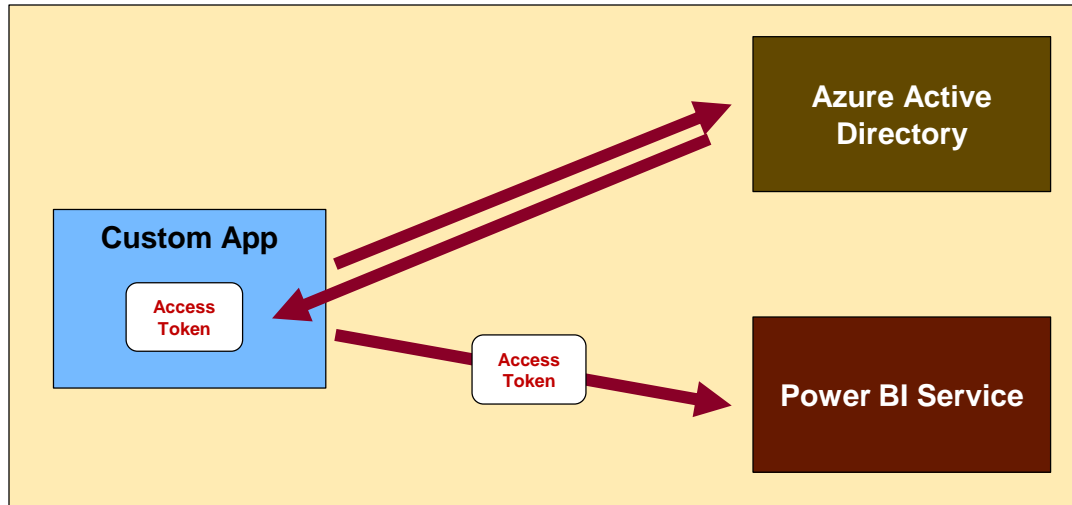 Azure Active
Directory
Custom App
Access
Token
Access
Token
Power BI Service